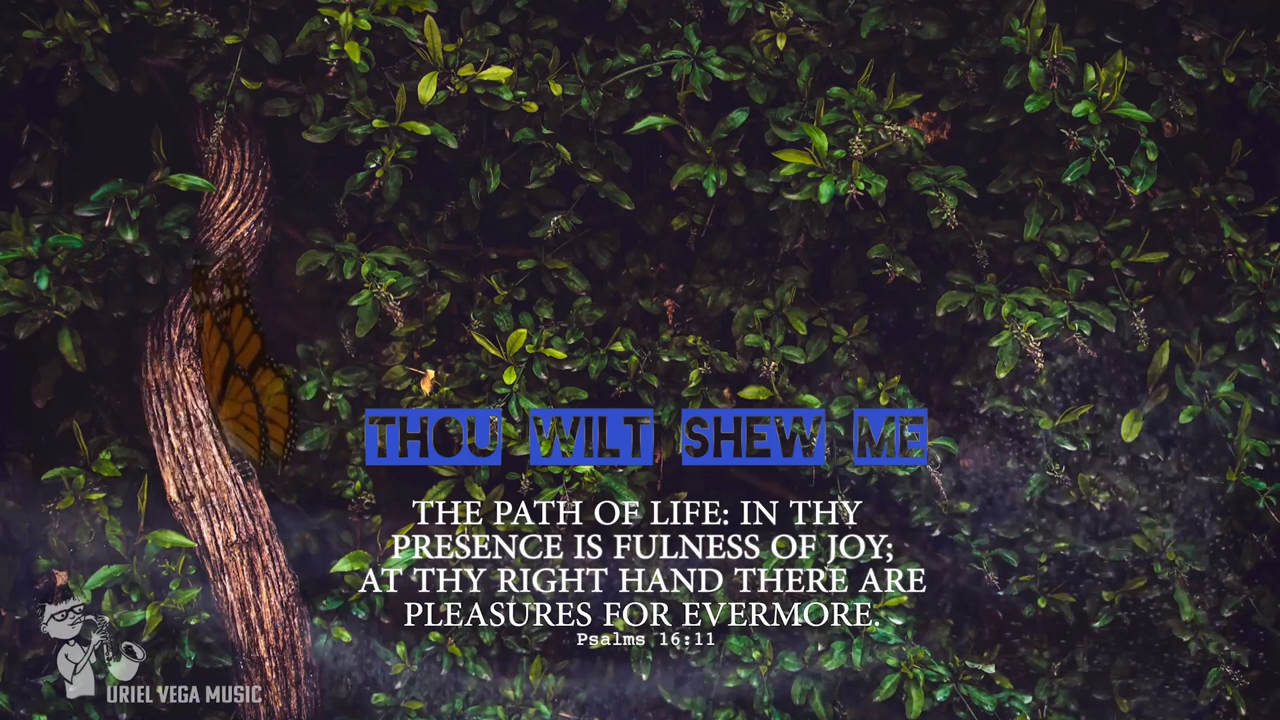 THOU WILT SHEW ME
THE PATH OF LIFE: IN THY
PRESENCE IS FULNESS OF JOY;
AT THY RIGHT HAND THERE ARE
PLEASURES FOR EVERMORE.
Psalms 16:11
URIEL VEGA MUSIC